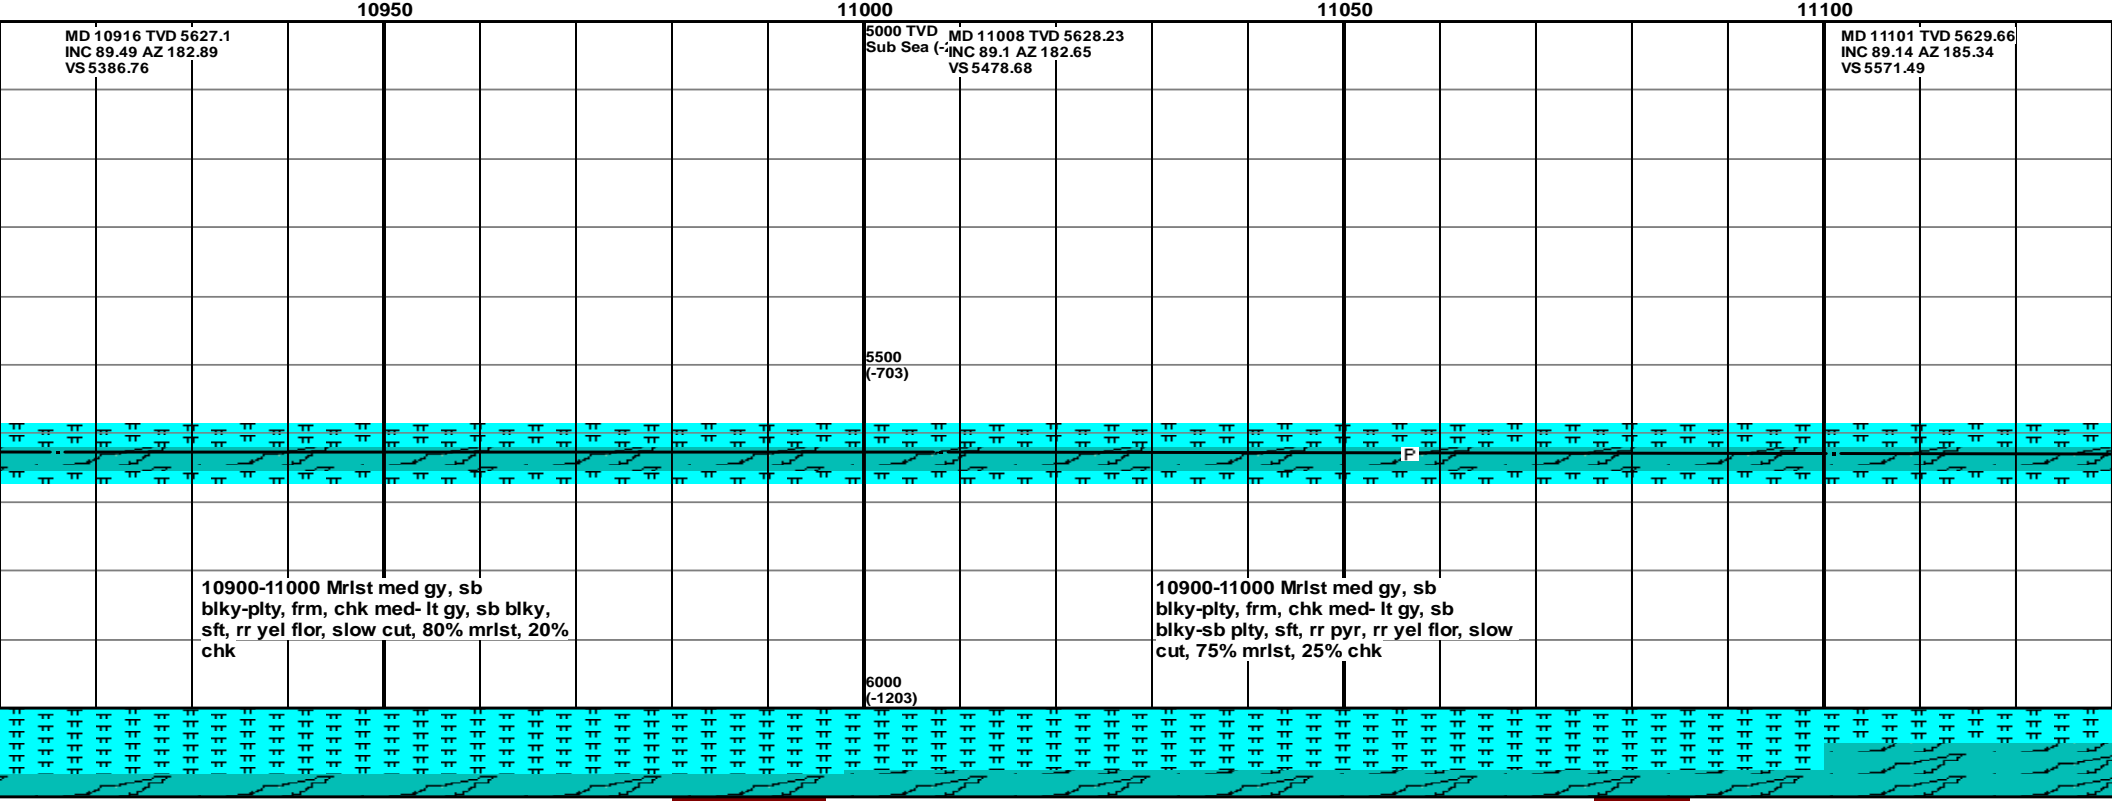 10950 11000 11050 11100
MD 10916 TVD 5627.1
INC 89.49 AZ 182.89
VS 5386.76
5000 TVD
Sub Sea (-
MD 11008 TVD 5628.23
INC 89.1 AZ 182.65
VS 5478.68
MD 11101 TVD 5629.66
INC 89.14 AZ 185.34
VS 5571.49
5500
(-703)
P
10900-11000 Mrlst med gy, sb
blky-plty, frm, chk med- lt gy, sb blky,
sft, rr yel flor, slow cut, 80% mrlst, 20%
chk
10900-11000 Mrlst med gy, sb
blky-plty, frm, chk med- lt gy, sb
blky-sb plty, sft, rr pyr, rr yel flor, slow
cut, 75% mrlst, 25% chk
6000
(-1203)